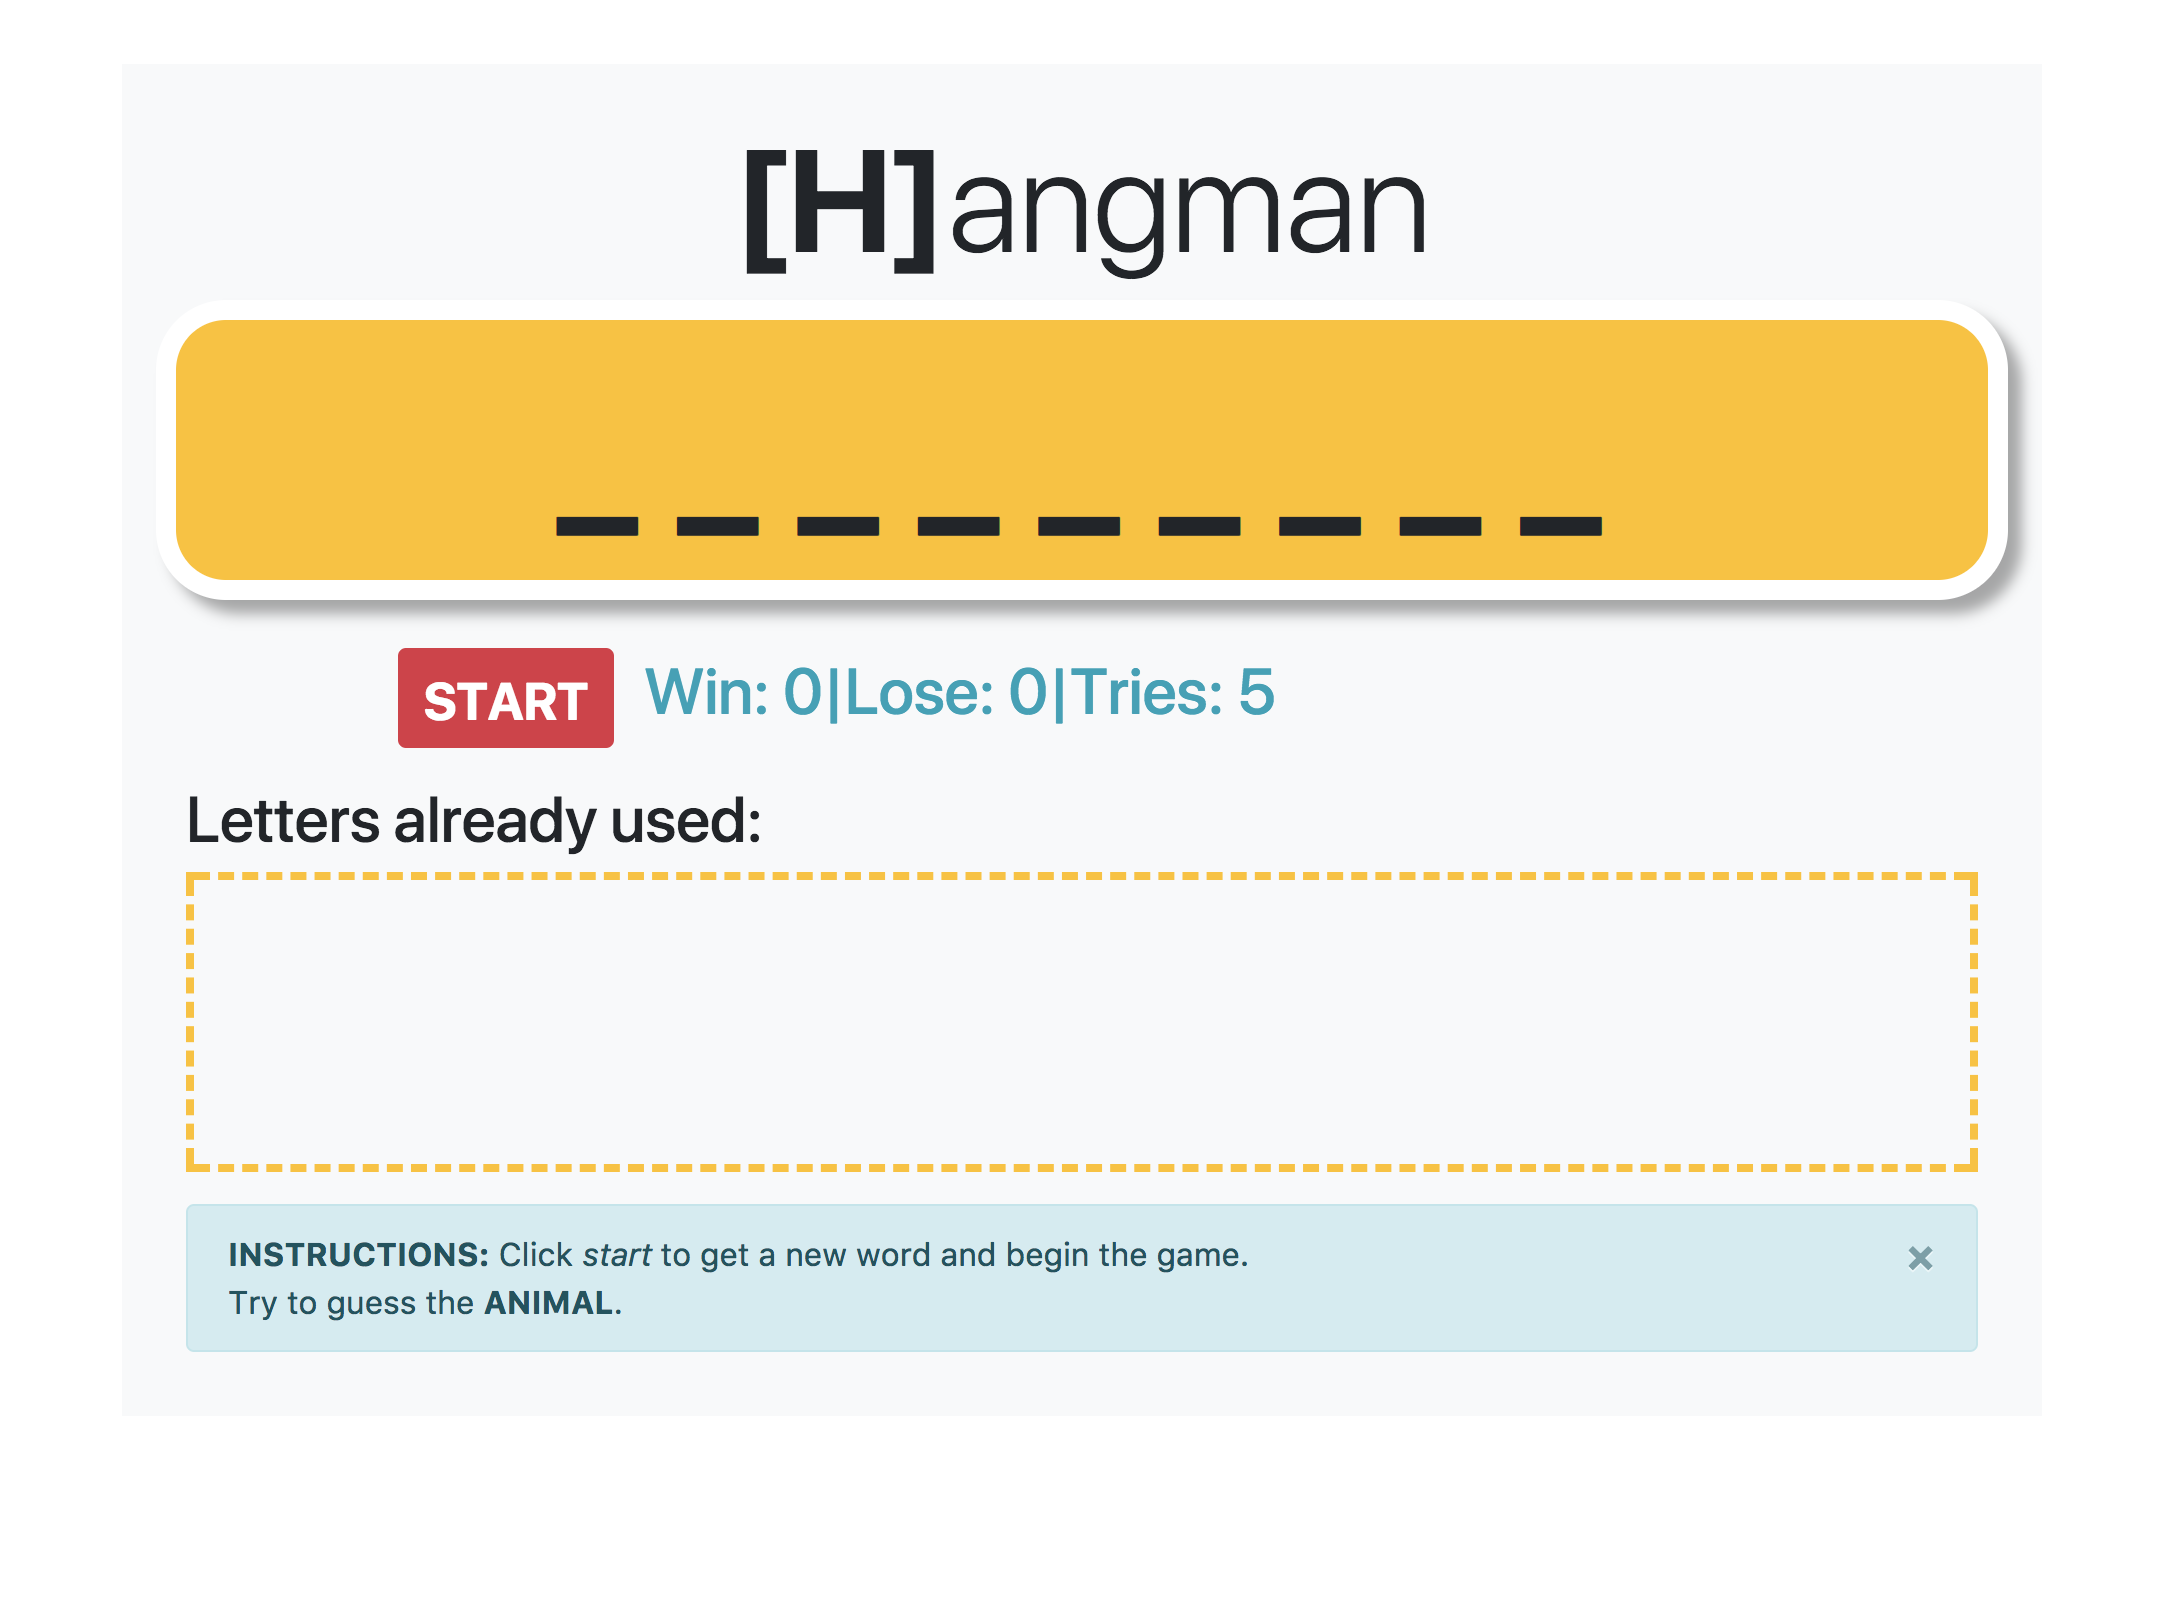 [H]angman
_ _ _ _ _ _ _ _ _
START
Win: 0|Lose: 0|Tries: 5
Letters already used:
INSTRUCTIONS: Click start to get a new word and begin the game.
×
Try to guess the ANIMAL.